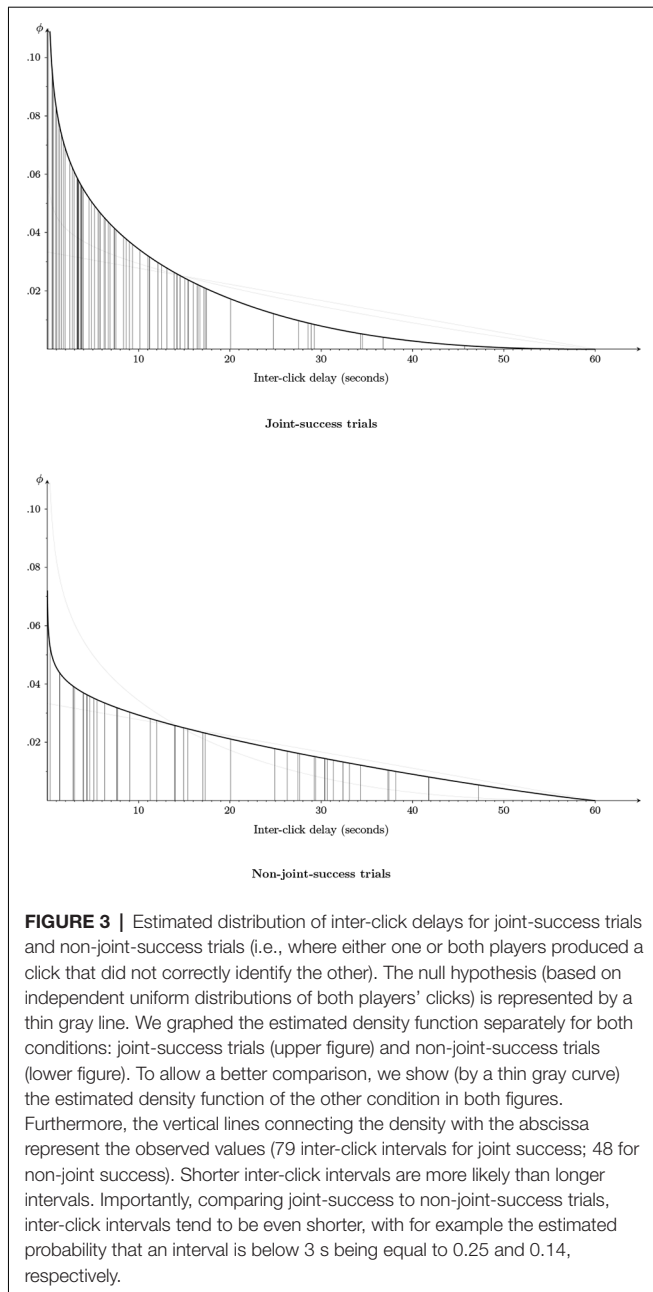 ϕ
.10
.08
.06
.04
.02
10 20 30 40 50 60
Inter-click delay (seconds)
Joint-success trials
ϕ
.10
.08
.06
.04
.02
10 20 30 40 50 60
Inter-click delay (seconds)
Non-joint-success trials
FIGURE 3 | Estimated distribution of inter-click delays for joint-success trials
and non-joint-success trials (i.e., where either one or both players produced a
click that did not correctly identify the other). The null hypothesis (based on
independent uniform distributions of both players’ clicks) is represented by a
thin gray line. We graphed the estimated density function separately for both
conditions: joint-success trials (upper figure) and non-joint-success trials
(lower figure). To allow a better comparison, we show (by a thin gray curve)
the estimated density function of the other condition in both figures.
Furthermore, the vertical lines connecting the density with the abscissa
represent the observed values (79 inter-click intervals for joint success; 48 for
non-joint success). Shorter inter-click intervals are more likely than longer
intervals. Importantly, comparing joint-success to non-joint-success trials,
inter-click intervals tend to be even shorter, with for example the estimated
probability that an interval is below 3 s being equal to 0.25 and 0.14,
respectively.